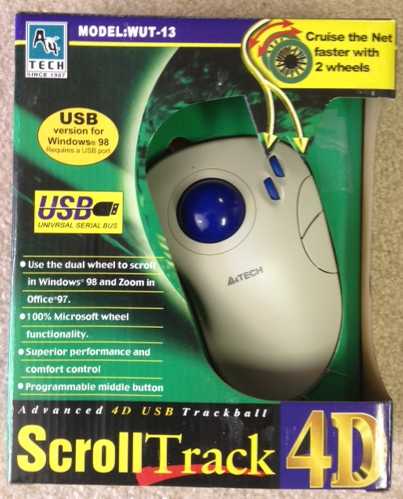 MODEL:WUT-13
A4
TECH
SINCE 1987
Cruise the Net
faster with
2 wheels
USB
version for
Windows® 98
Requires a USB port
USB
UNIVRSAL SERIAL BUS
A4TECH
Use the dual wheel to scroll
in Windows® 98 and Zoom in
Office®97.
100% Microsoft wheel
functionality.
Superior performance and
comfort control
Programmable middle button
Advanced 4D USB Trackball
ScrollTrack 4D